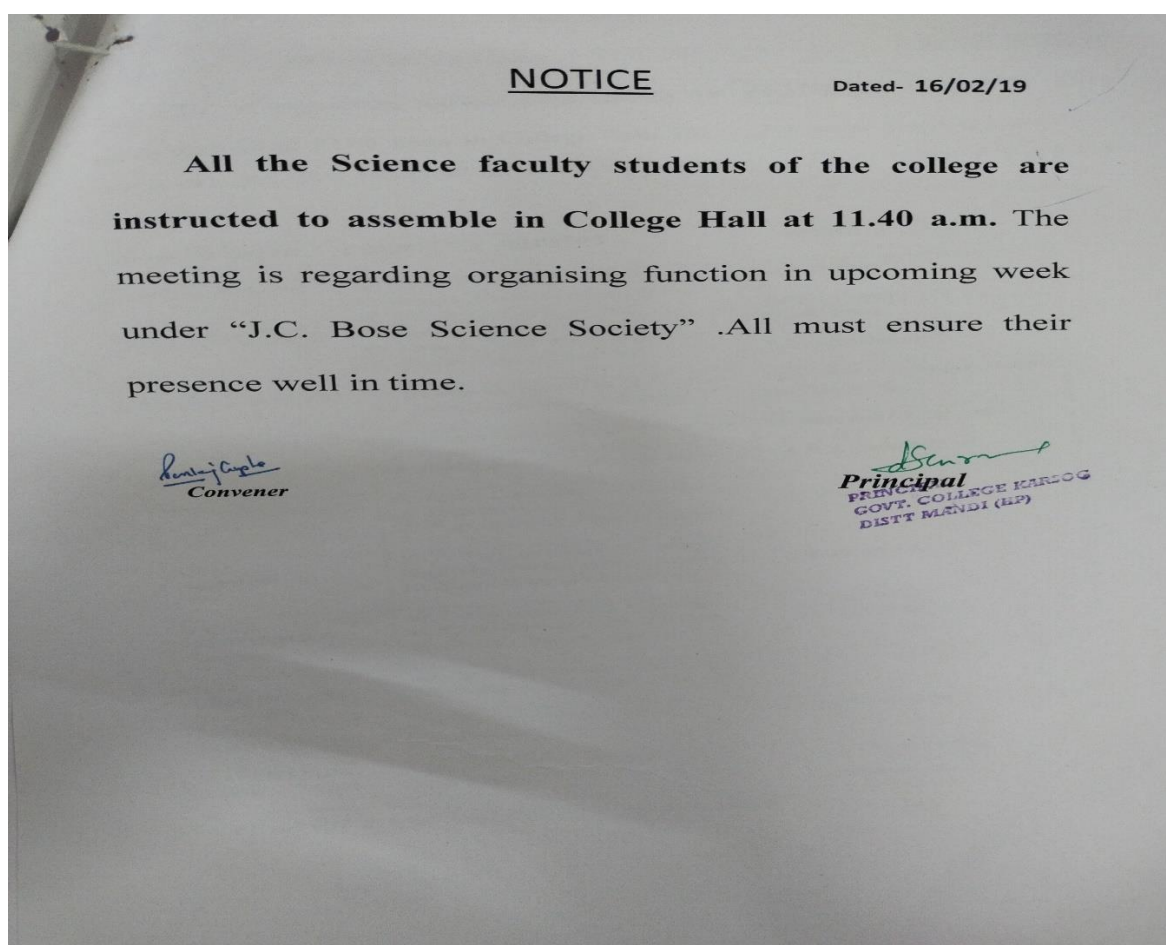 NOTICE Dated- 16/02/19
All the Science faculty students of the college are
instructed to assemble in College Hall at 11.40 a.m. The
meeting is regarding organising function in upcoming week
under “J.C. Bose Science Society” .All must ensure their
presence well in time.
Convener
Principal
PRINCIPAL
GOVT. COLLEGE KARSOG
DISTT MANDI (HP)